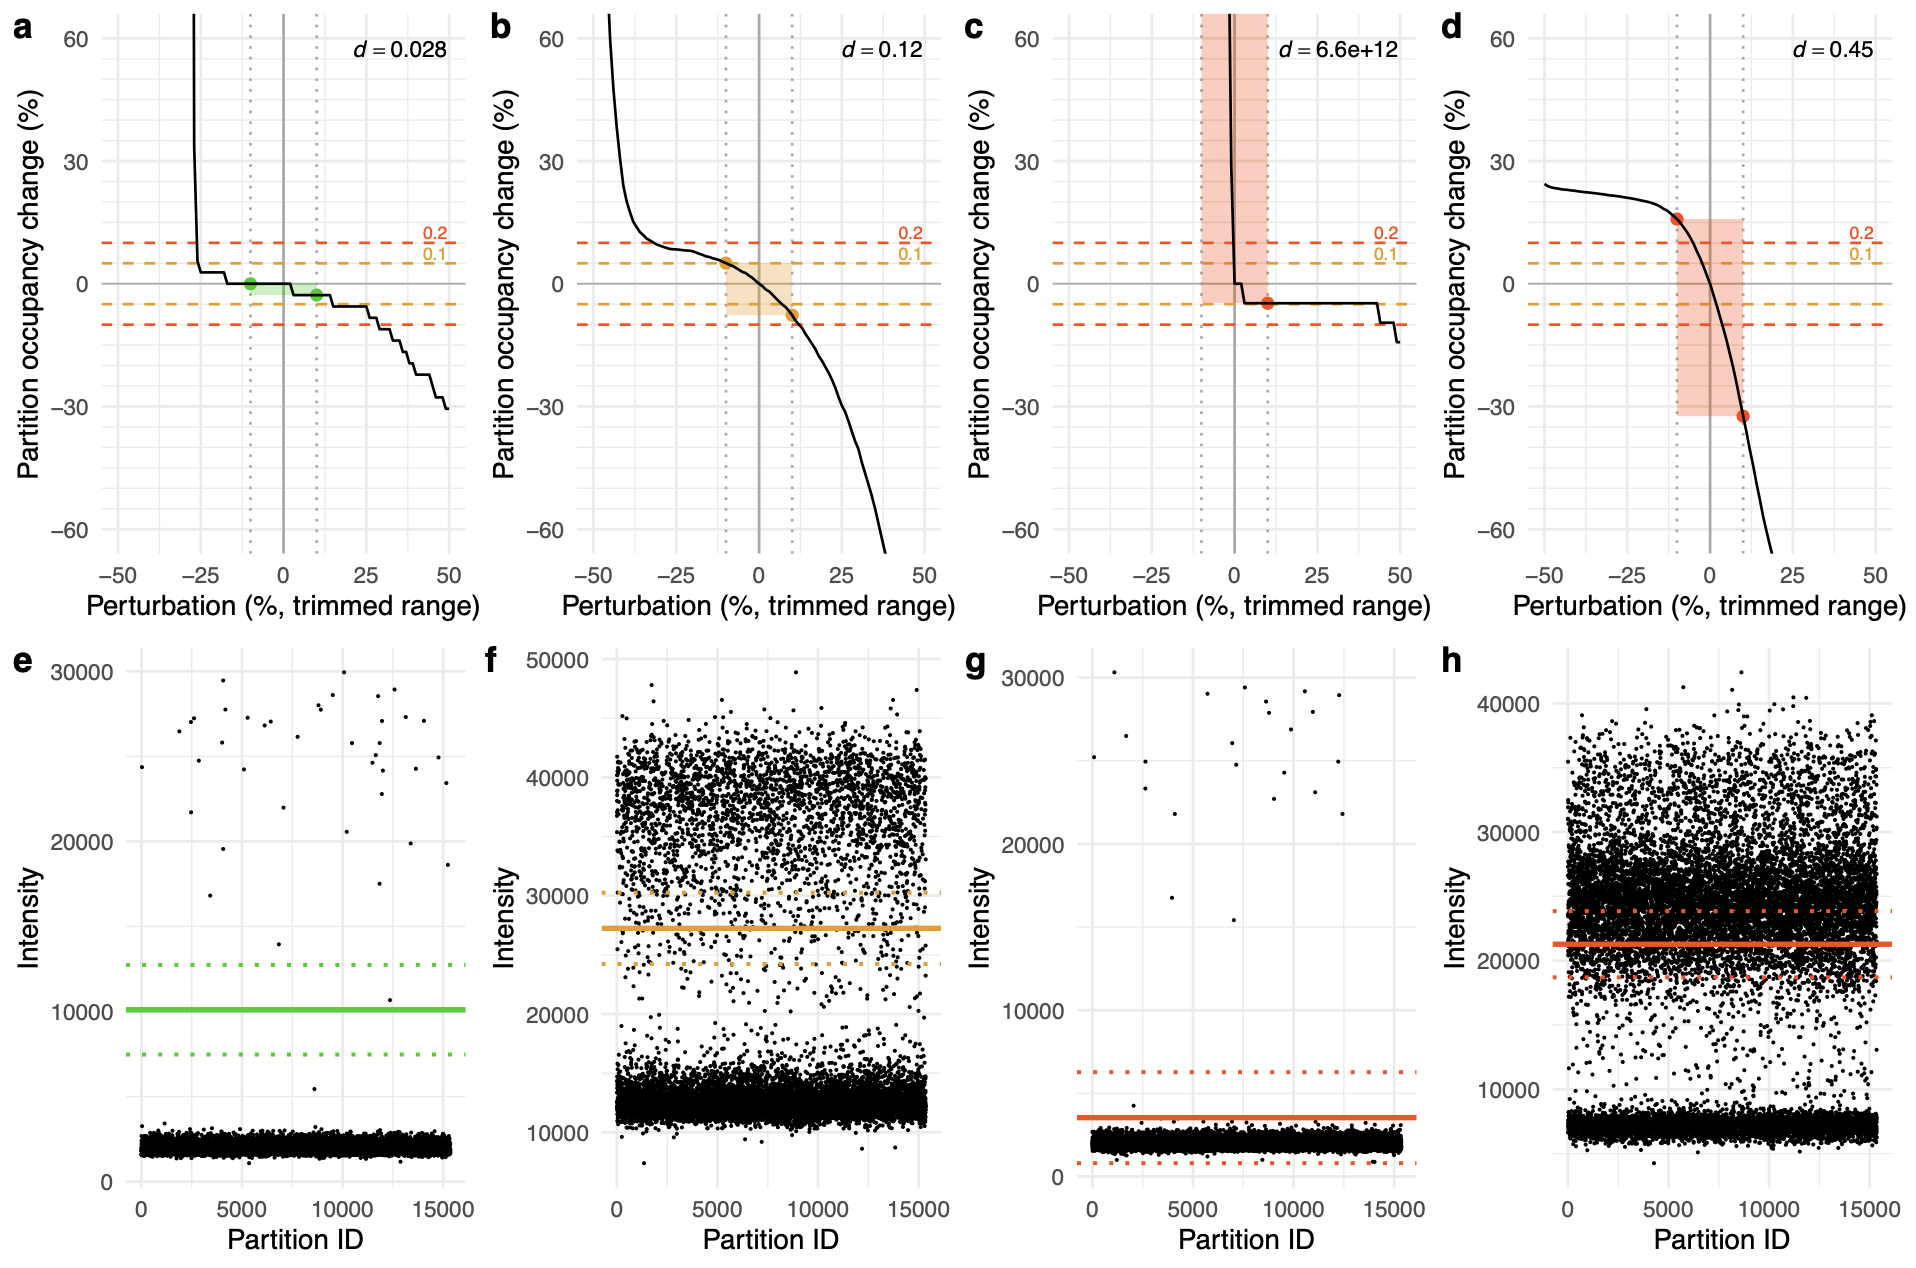 a
d = 0.028
60
30
0
−30
−60
0.2
0.1
−50
−25
0
25
50
Partition occupancy change (%)
Perturbation (%, trimmed range)
b
d = 0.12
60
30
0
−30
−60
0.2
0.1
−50
−25
0
25
50
Partition occupancy change (%)
Perturbation (%, trimmed range)
c
d = 6.6e+12
60
30
0
−30
−60
0.2
0.1
−50
−25
0
25
50
Partition occupancy change (%)
Perturbation (%, trimmed range)
d
d = 0.45
60
30
0
−30
−60
0.2
0.1
−50
−25
0
25
50
Partition occupancy change (%)
Perturbation (%, trimmed range)
e
30000
20000
10000
0
0
5000
10000
15000
Intensity
Partition ID
f
50000
40000
30000
20000
10000
0
5000
10000
15000
Intensity
Partition ID
g
30000
20000
10000
0
0
5000
10000
15000
Intensity
Partition ID
h
40000
30000
20000
10000
0
5000
10000
15000
Intensity
Partition ID